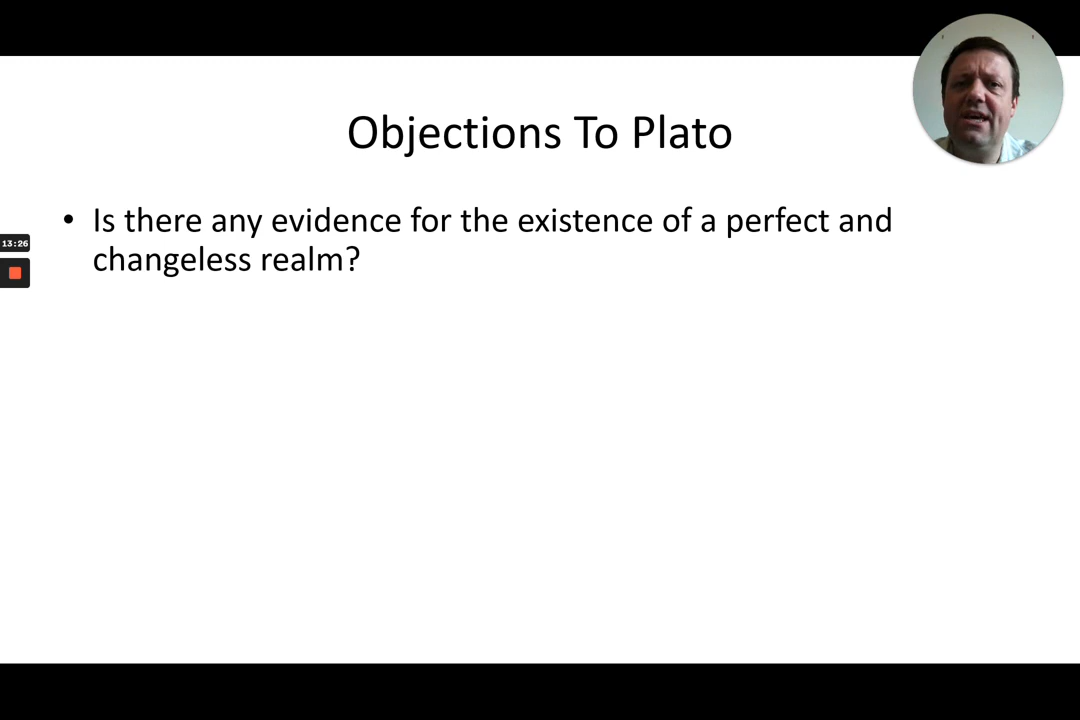 Objections To Plato
• Is there any evidence for the existence of a perfect and
changeless realm?
13:26